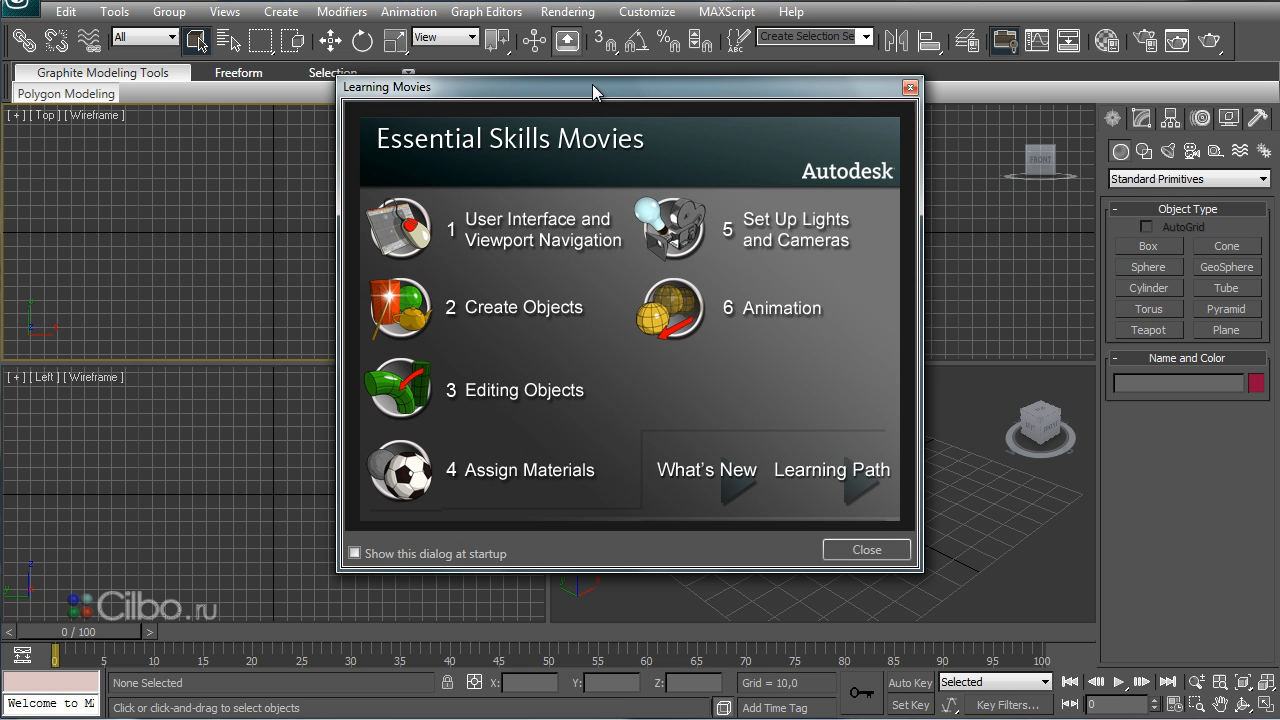 Edit Tools Group Views Create Modifiers Animation Graph Editors Rendering Customize MAXScript Help
All
View
3
%
ABC
Create Selection Se
Graphite Modeling Tools Freeform Selection
Polygon Modeling
Learning Movies
[ + ] [ Top ] [ Wireframe ]
FRONT
Essential Skills Movies
Autodesk
1 User Interface and
Viewport Navigation
2 Create Objects
3 Editing Objects
4 Assign Materials
5 Set Up Lights
and Cameras
6 Animation
What's New Learning Path
Show this dialog at startup
Close
Standard Primitives
Object Type
AutoGrid
Box Cone
Sphere GeoSphere
Cylinder Tube
Torus Pyramid
Teapot Plane
Name and Color
[ + ] [ Left ] [ Wireframe ]
z
y
Cilbo.ru
< 0 / 100 >
0 5 10 15 20 25 30 35 40 45 50 55 60 65 70 75 80 85 90 95 100
None Selected X: Y: Z: Grid = 10,0 Auto Key Selected
Welcome to M
Click or click-and-drag to select objects Add Time Tag Set Key Key Filters... 0